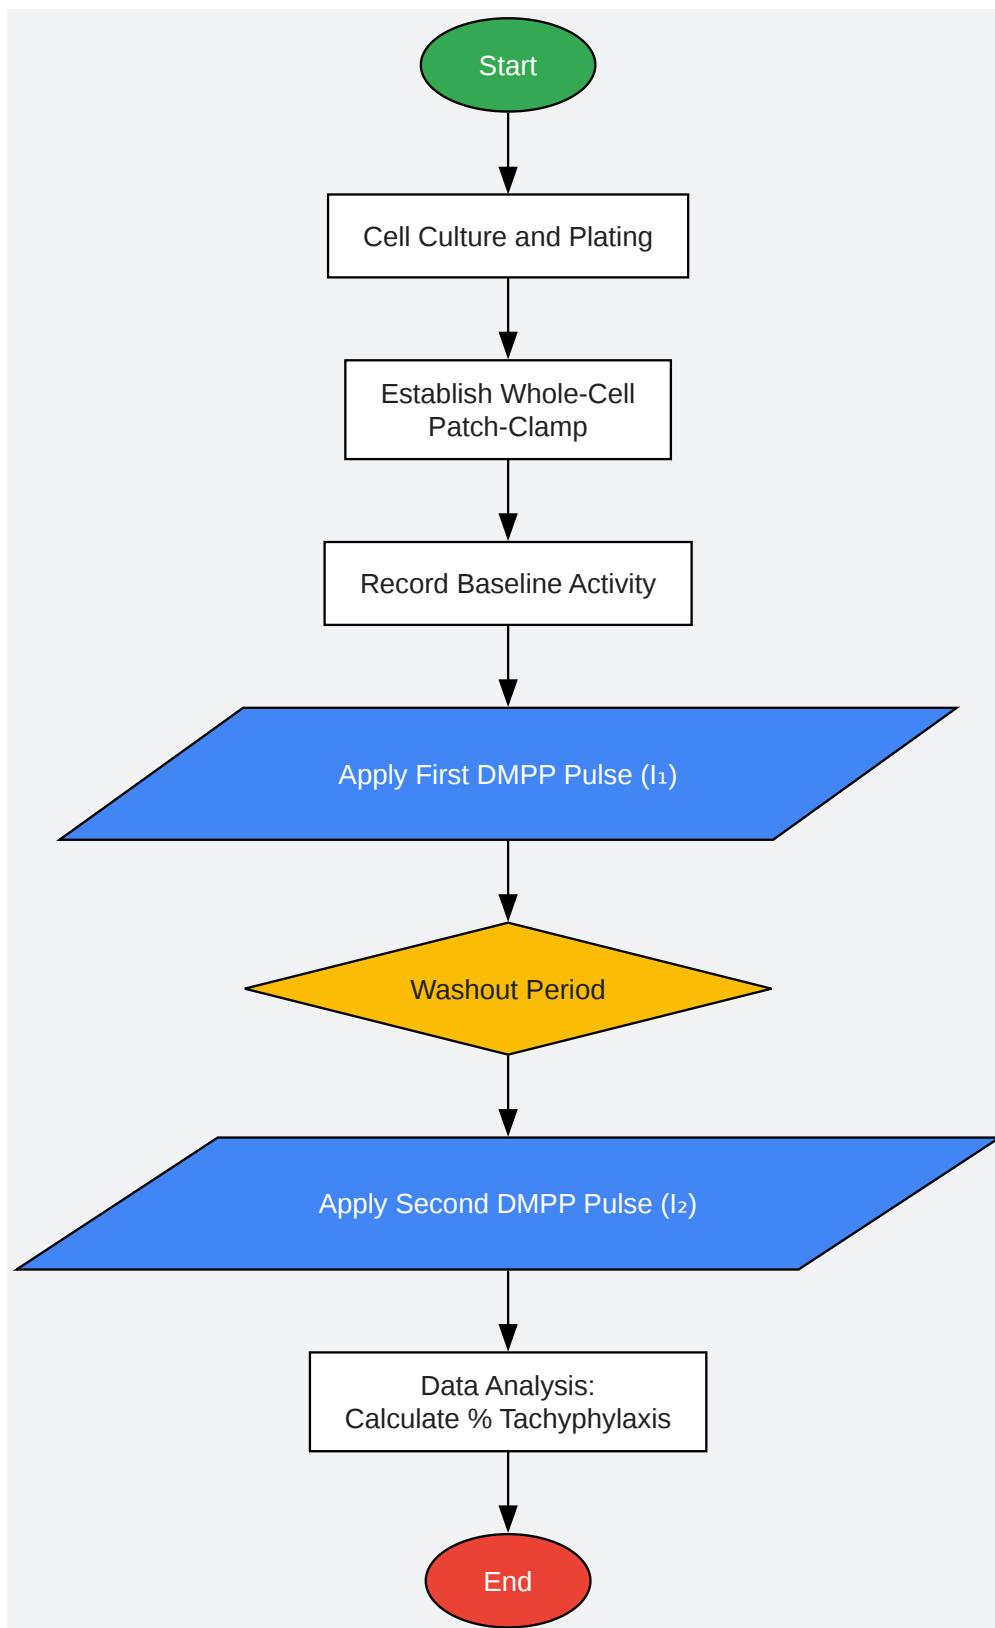 Start
Cell Culture and Plating
Establish Whole-Cell
Patch-Clamp
Record Baseline Activity
Apply First DMPP Pulse (I₁)
Washout Period
Apply Second DMPP Pulse (I₂)
Data Analysis:
Calculate % Tachyphylaxis
End